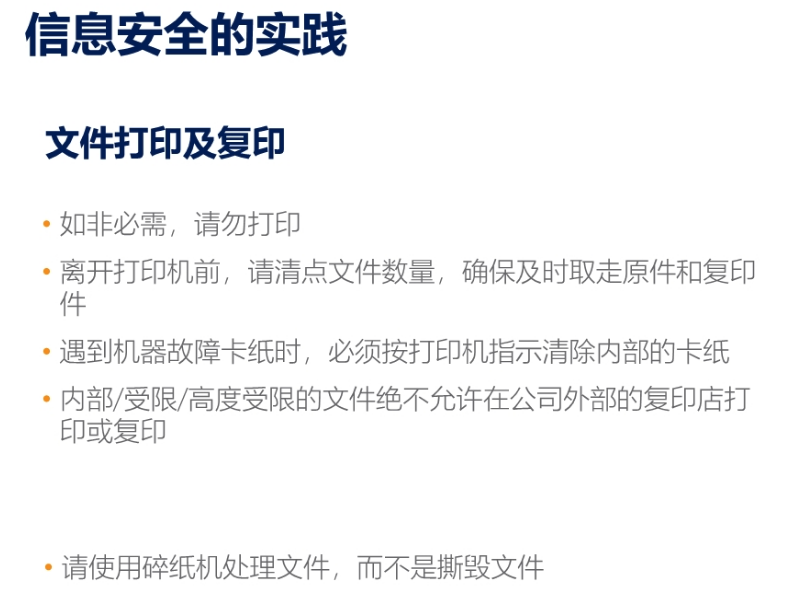 信息安全的实践
文件打印及复印
• 如非必需，请勿打印
• 离开打印机前，请清点文件数量，确保及时取走原件和复印
件
• 遇到机器故障卡纸时，必须按打印机指示清除内部的卡纸
• 内部/受限/高度受限的文件绝不允许在公司外部的复印店打
印或复印
• 请使用碎纸机处理文件，而不是撕毁文件